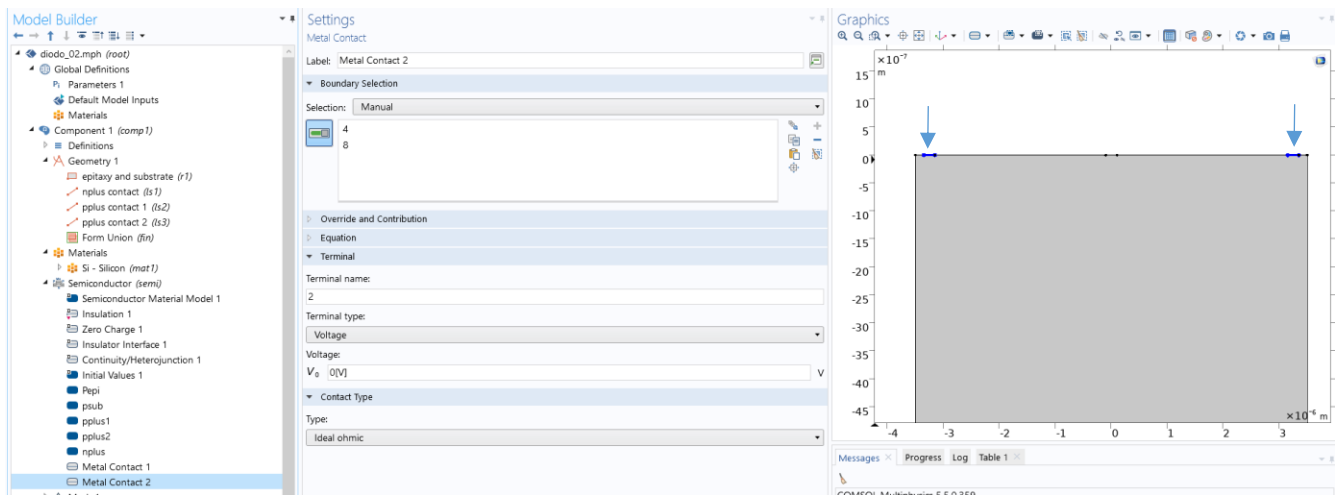 Model Builder
diodo_02.mph (root)
Global Definitions
Pi Parameters 1
Default Model Inputs
Materials
Component 1 (comp1)
Definitions
Geometry 1
epitaxy and substrate (r1)
nplus contact (ls1)
pplus contact 1 (ls2)
pplus contact 2 (ls3)
Form Union (fin)
Materials
Si - Silicon (mat1)
Semiconductor (semi)
Semiconductor Material Model 1
Insulation 1
Zero Charge 1
Insulator Interface 1
Continuity/Heterojunction 1
Initial Values 1
Pepi
psub
pplus1
pplus2
nplus
Metal Contact 1
Metal Contact 2
Settings
Metal Contact
Label: Metal Contact 2
Boundary Selection
Selection: Manual
4
8
Override and Contribution
Equation
Terminal
Terminal name:
2
Terminal type:
Voltage
Voltage:
V₀ 0[V] V
Contact Type
Type:
Ideal ohmic
Graphics
×10⁻⁷
m
15
10
5
0
-5
-10
-15
-20
-25
-30
-35
-40
-45
×10⁻⁶ m
-4 -3 -2 -1 0 1 2 3
Messages Progress Log Table 1
COMSOL Multiphysics 5.5.0.359